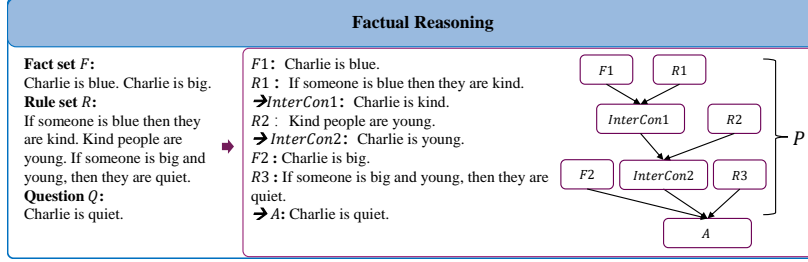 Factual Reasoning
Fact set F:
Charlie is blue. Charlie is big.
Rule set R:
If someone is blue then they
are kind. Kind people are
young. If someone is big and
young, then they are quiet.
Question Q:
Charlie is quiet.
F1: Charlie is blue.
R1: If someone is blue then they are kind.
➔InterCon1: Charlie is kind.
R2: Kind people are young.
➔InterCon2: Charlie is young.
F2: Charlie is big.
R3: If someone is big and young, then they are
quiet.
➔A: Charlie is quiet.
F1
R1
InterCon1
R2
F2
InterCon2
R3
A
P